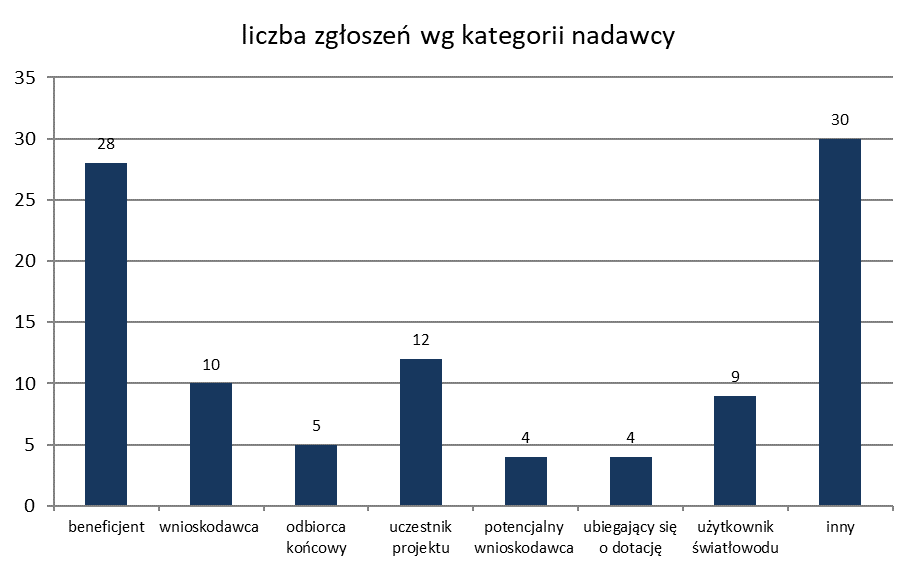 liczba zgłoszeń wg kategorii nadawcy
35
30
25
20
15
10
5
0
28
10
5
12
4
4
9
30
beneficjent
wnioskodawca
odbiorca
końcowy
uczestnik
projektu
potencjalny
wnioskodawca
ubiegający się
o dotację
użytkownik
światłowodu
inny